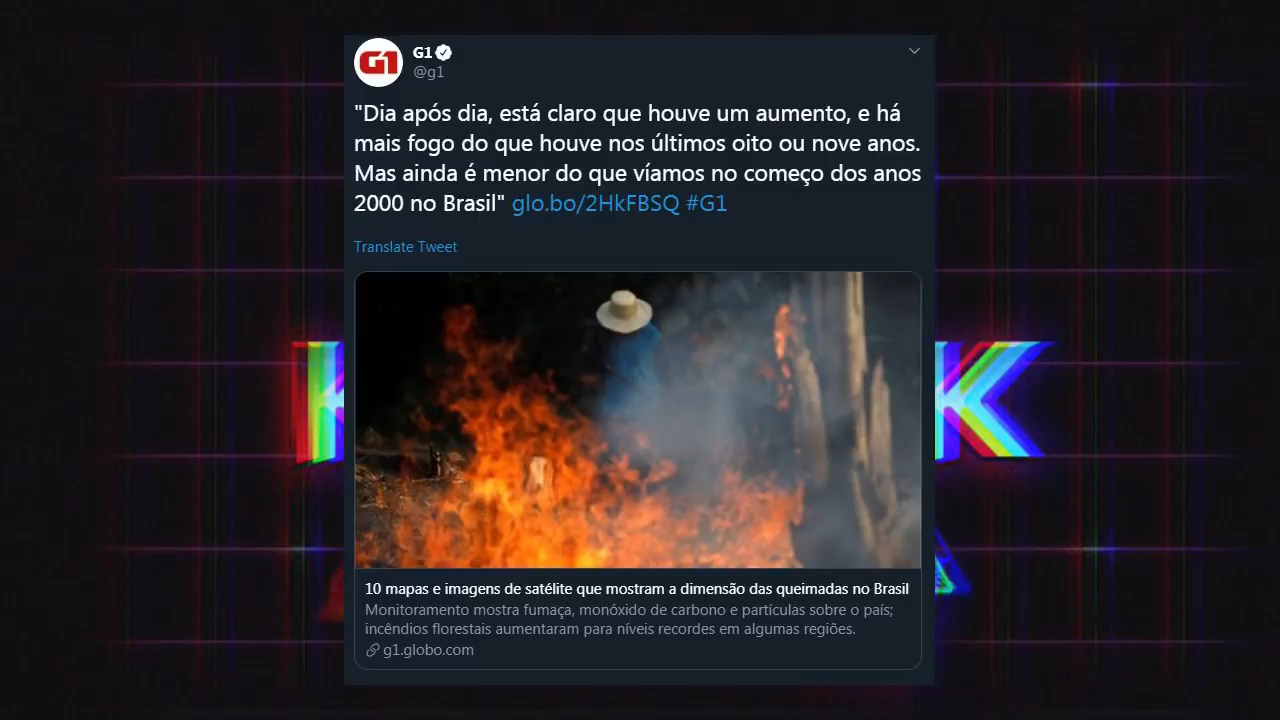 G1
G1
@g1
"Dia após dia, está claro que houve um aumento, e há
mais fogo do que houve nos últimos oito ou nove anos.
Mas ainda é menor do que víamos no começo dos anos
2000 no Brasil" glo.bo/2HkFBSQ #G1
Translate Tweet
10 mapas e imagens de satélite que mostram a dimensão das queimadas no Brasil
Monitoramento mostra fumaça, monóxido de carbono e partículas sobre o país;
incêndios florestais aumentaram para níveis recordes em algumas regiões.
g1.globo.com